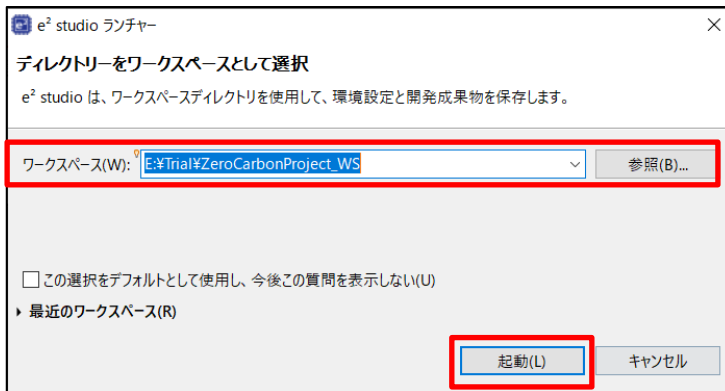 e² studio ランチャー
ディレクトリーをワークスペースとして選択
e² studio は、ワークスペースディレクトリを使用して、環境設定と開発成果物を保存します。
ワークスペース(W): E:¥Trial¥ZeroCarbonProject_WS 参照(B)...
この選択をデフォルトとして使用し、今後この質問を表示しない(U)
最近のワークスペース(R)
起動(L) キャンセル